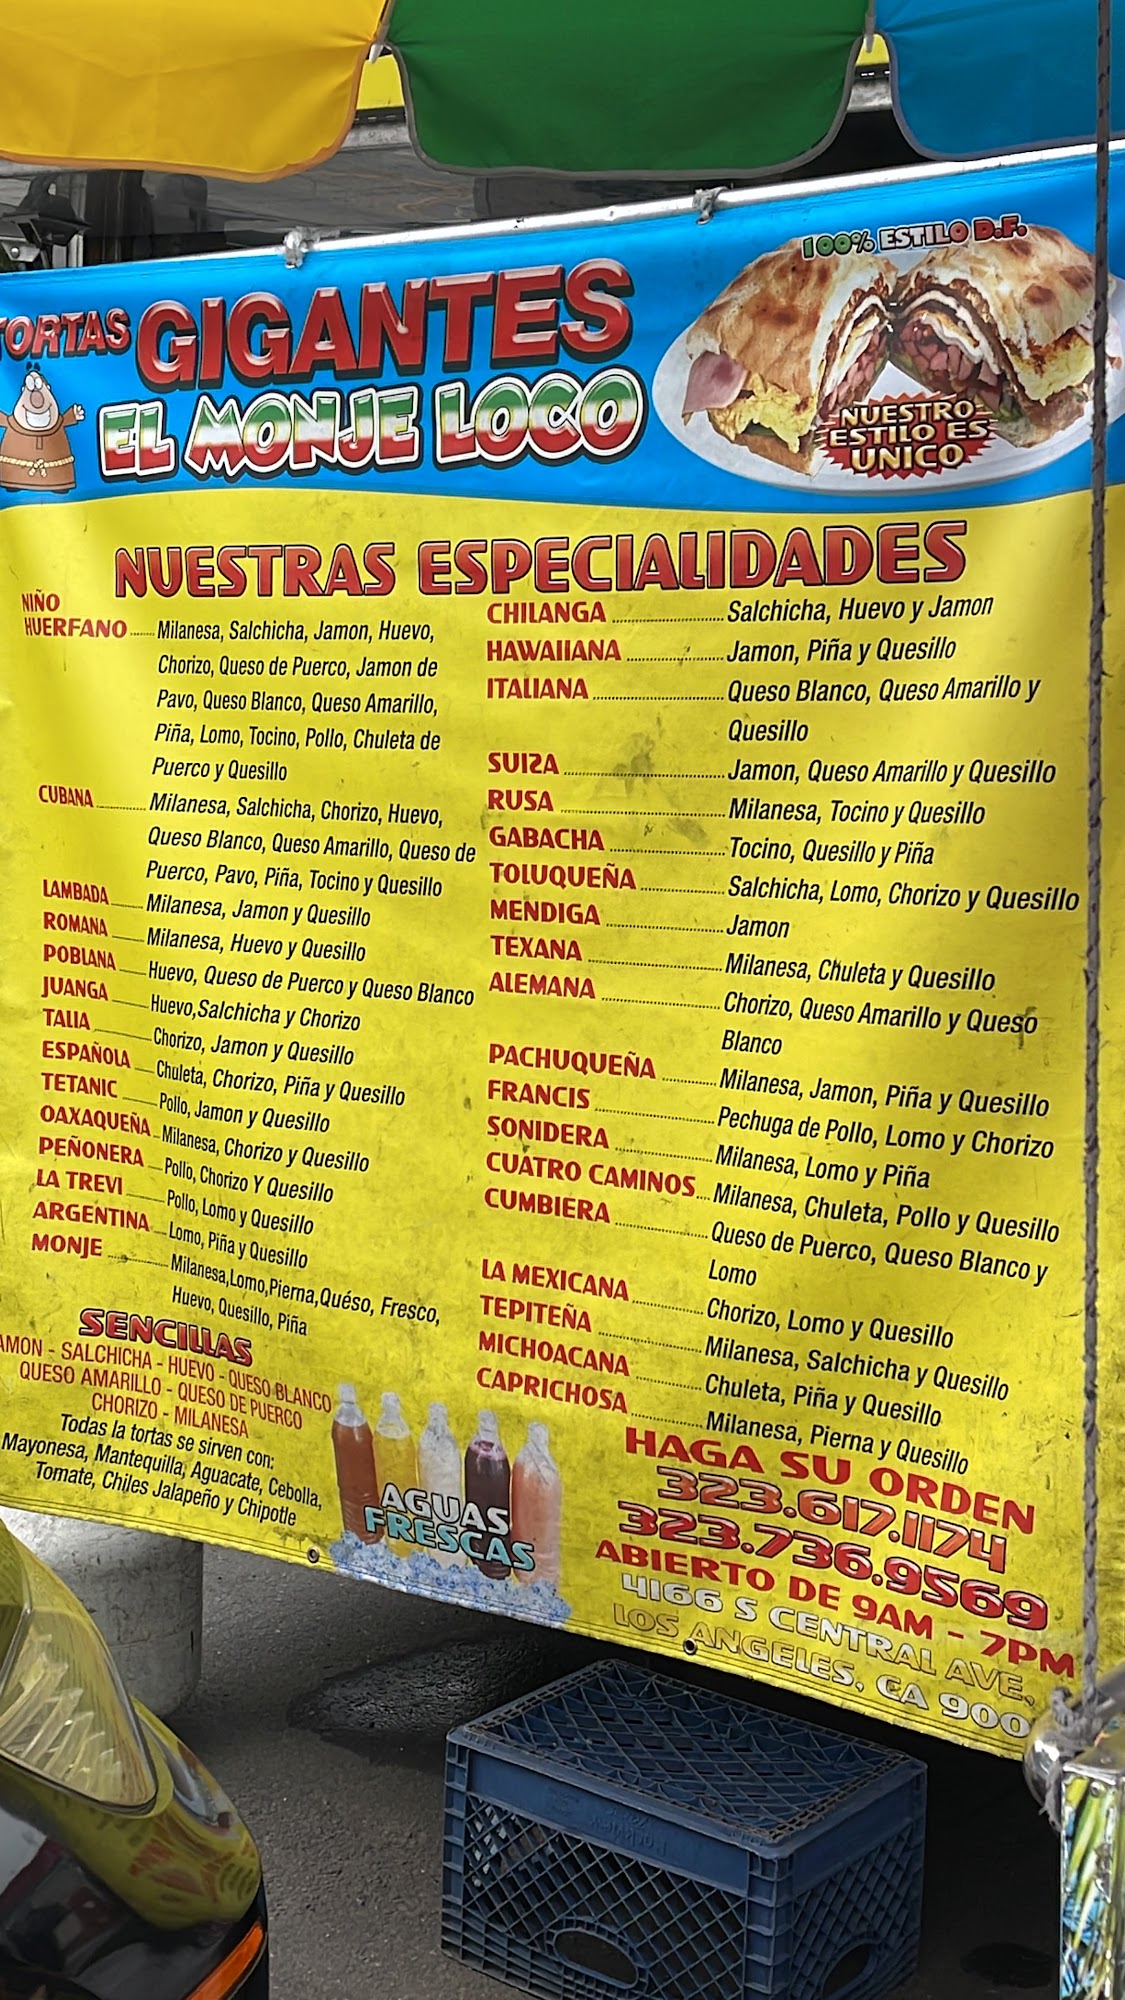 100% ESTILO D.F.
TORTAS GIGANTES
EL MONJE LOCO
NUESTRO
ESTILO ES
UNICO
NUESTRAS ESPECIALIDADES
NIÑO
HUERFANO Milanesa, Salchicha, Jamon, Huevo,
Chorizo, Queso de Puerco, Jamon de
Pavo, Queso Blanco, Queso Amarillo,
Piña, Lomo, Tocino, Pollo, Chuleta de
Puerco y Quesillo
CUBANA Milanesa, Salchicha, Chorizo, Huevo,
Queso Blanco, Queso Amarillo, Queso de
Puerco, Pavo, Piña, Tocino y Quesillo
LAMBADA Milanesa, Jamon y Quesillo
ROMANA Milanesa, Huevo y Quesillo
POBLANA Huevo, Queso de Puerco y Queso Blanco
JUANGA Huevo,Salchicha y Chorizo
TALIA Chorizo, Jamon y Quesillo
ESPAÑOLA Chuleta, Chorizo, Piña y Quesillo
TETANIC Pollo, Jamon y Quesillo
OAXAQUEÑA Milanesa, Chorizo y Quesillo
PEÑONERA Pollo, Chorizo Y Quesillo
LA TREVI Pollo, Lomo y Quesillo
ARGENTINA Lomo, Piña y Quesillo
MONJE Milanesa,Lomo,Pierna,Quéso, Fresco,
Huevo, Quesillo, Piña
SENCILLAS
JAMON - SALCHICHA - HUEVO - QUESO BLANCO
QUESO AMARILLO - QUESO DE PUERCO
CHORIZO - MILANESA
Todas la tortas se sirven con:
Mayonesa, Mantequilla, Aguacate, Cebolla,
Tomate, Chiles Jalapeño y Chipotle
AGUAS
FRESCAS
CHILANGA Salchicha, Huevo y Jamon
HAWAIIANA Jamon, Piña y Quesillo
ITALIANA Queso Blanco, Queso Amarillo y
Quesillo
SUIZA Jamon, Queso Amarillo y Quesillo
RUSA Milanesa, Tocino y Quesillo
GABACHA Tocino, Quesillo y Piña
TOLUQUEÑA Salchicha, Lomo, Chorizo y Quesillo
MENDIGA Jamon
TEXANA Milanesa, Chuleta y Quesillo
ALEMANA Chorizo, Queso Amarillo y Queso
Blanco
PACHUQUEÑA Milanesa, Jamon, Piña y Quesillo
FRANCIS Pechuga de Pollo, Lomo y Chorizo
SONIDERA Milanesa, Lomo y Piña
CUATRO CAMINOS Milanesa, Chuleta, Pollo y Quesillo
CUMBIERA Queso de Puerco, Queso Blanco y
Lomo
LA MEXICANA Chorizo, Lomo y Quesillo
TEPITEÑA Milanesa, Salchicha y Quesillo
MICHOACANA Chuleta, Piña y Quesillo
CAPRICHOSA Milanesa, Pierna y Quesillo
HAGA SU ORDEN
323.617.1174
323.736.9569
ABIERTO DE 9AM - 7PM
4166 S CENTRAL AVE,
LOS ANGELES, CA 900